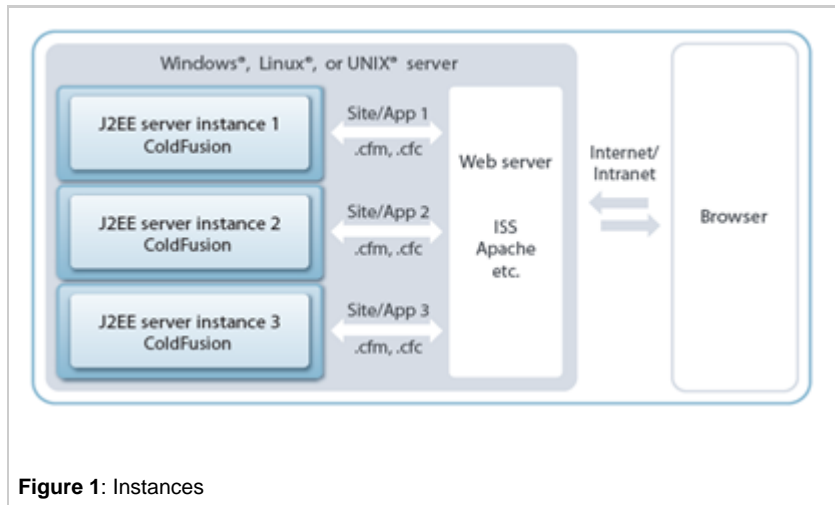 Windows®, Linux®, or UNIX® server
J2EE server instance 1
ColdFusion
Site/App 1
.cfm, .cfc
J2EE server instance 2
ColdFusion
Site/App 2
.cfm, .cfc
J2EE server instance 3
ColdFusion
Site/App 3
.cfm, .cfc
Web server
ISS
Apache
etc.
Internet/
Intranet
Browser
Figure 1: Instances